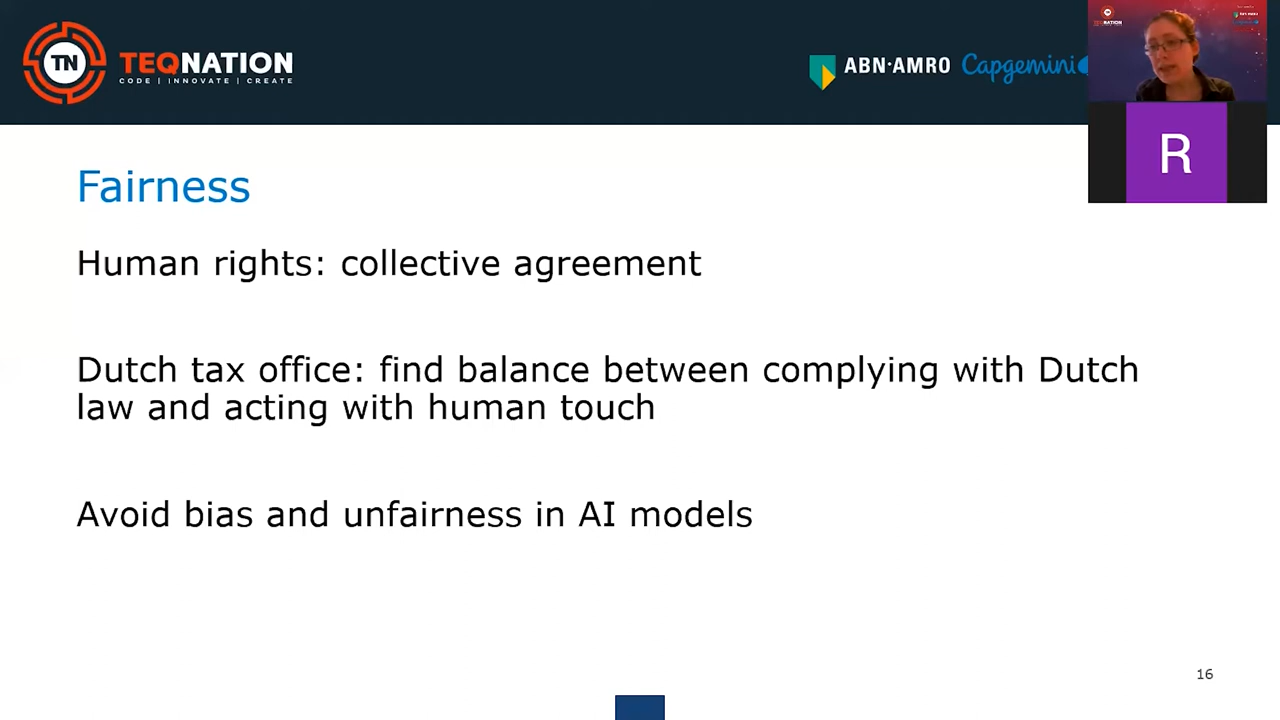 TN TEQNATION
CODE | INNOVATE | CREATE
ABN·AMRO Capgemini
R
Fairness
Human rights: collective agreement
Dutch tax office: find balance between complying with Dutch
law and acting with human touch
Avoid bias and unfairness in AI models
16